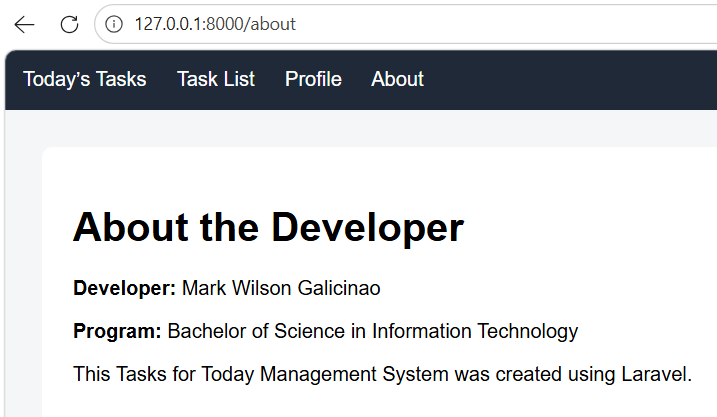 127.0.0.1:8000/about
Today’s Tasks Task List Profile About
About the Developer
Developer: Mark Wilson Galicinao
Program: Bachelor of Science in Information Technology
This Tasks for Today Management System was created using Laravel.